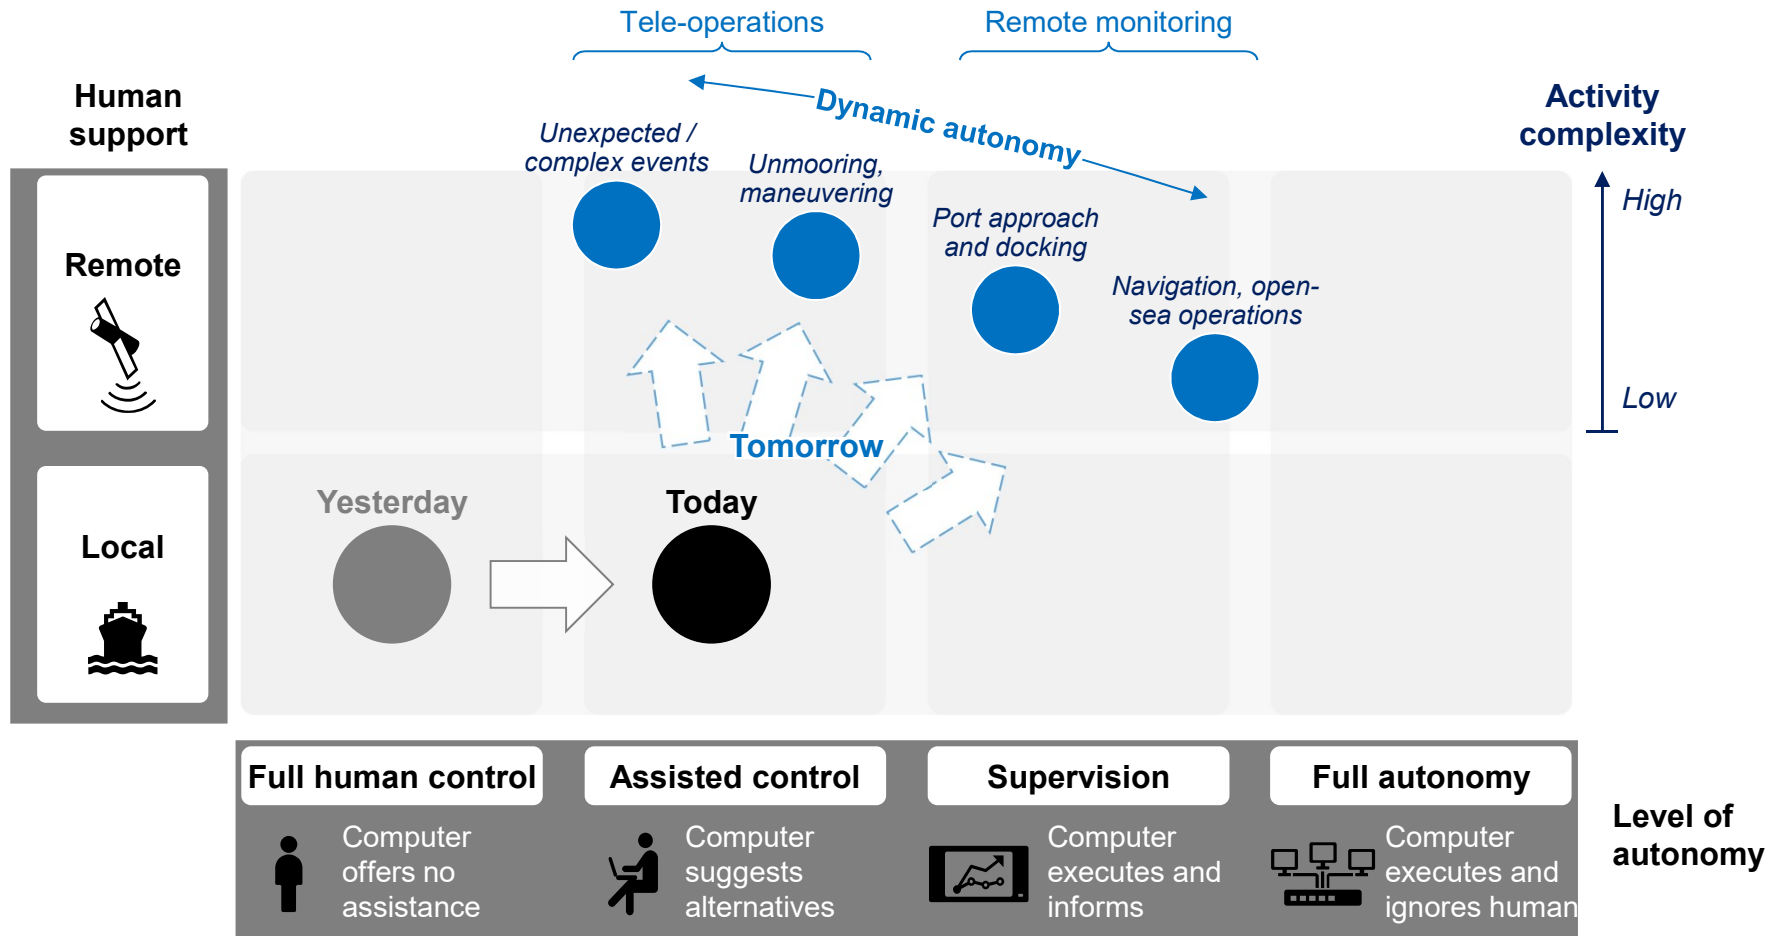 Tele-operations
Remote monitoring
Human
support
Dynamic autonomy
Activity
complexity
Unexpected /
complex events
Unmooring,
maneuvering
High
Port approach
and docking
Remote
Navigation, open-
sea operations
Low
Tomorrow
Yesterday
Today
Local
Full human control
Assisted control
Supervision
Full autonomy
Computer
offers no
assistance
Computer
suggests
alternatives
Computer
executes and
informs
Computer
executes and
ignores human
Level of
autonomy